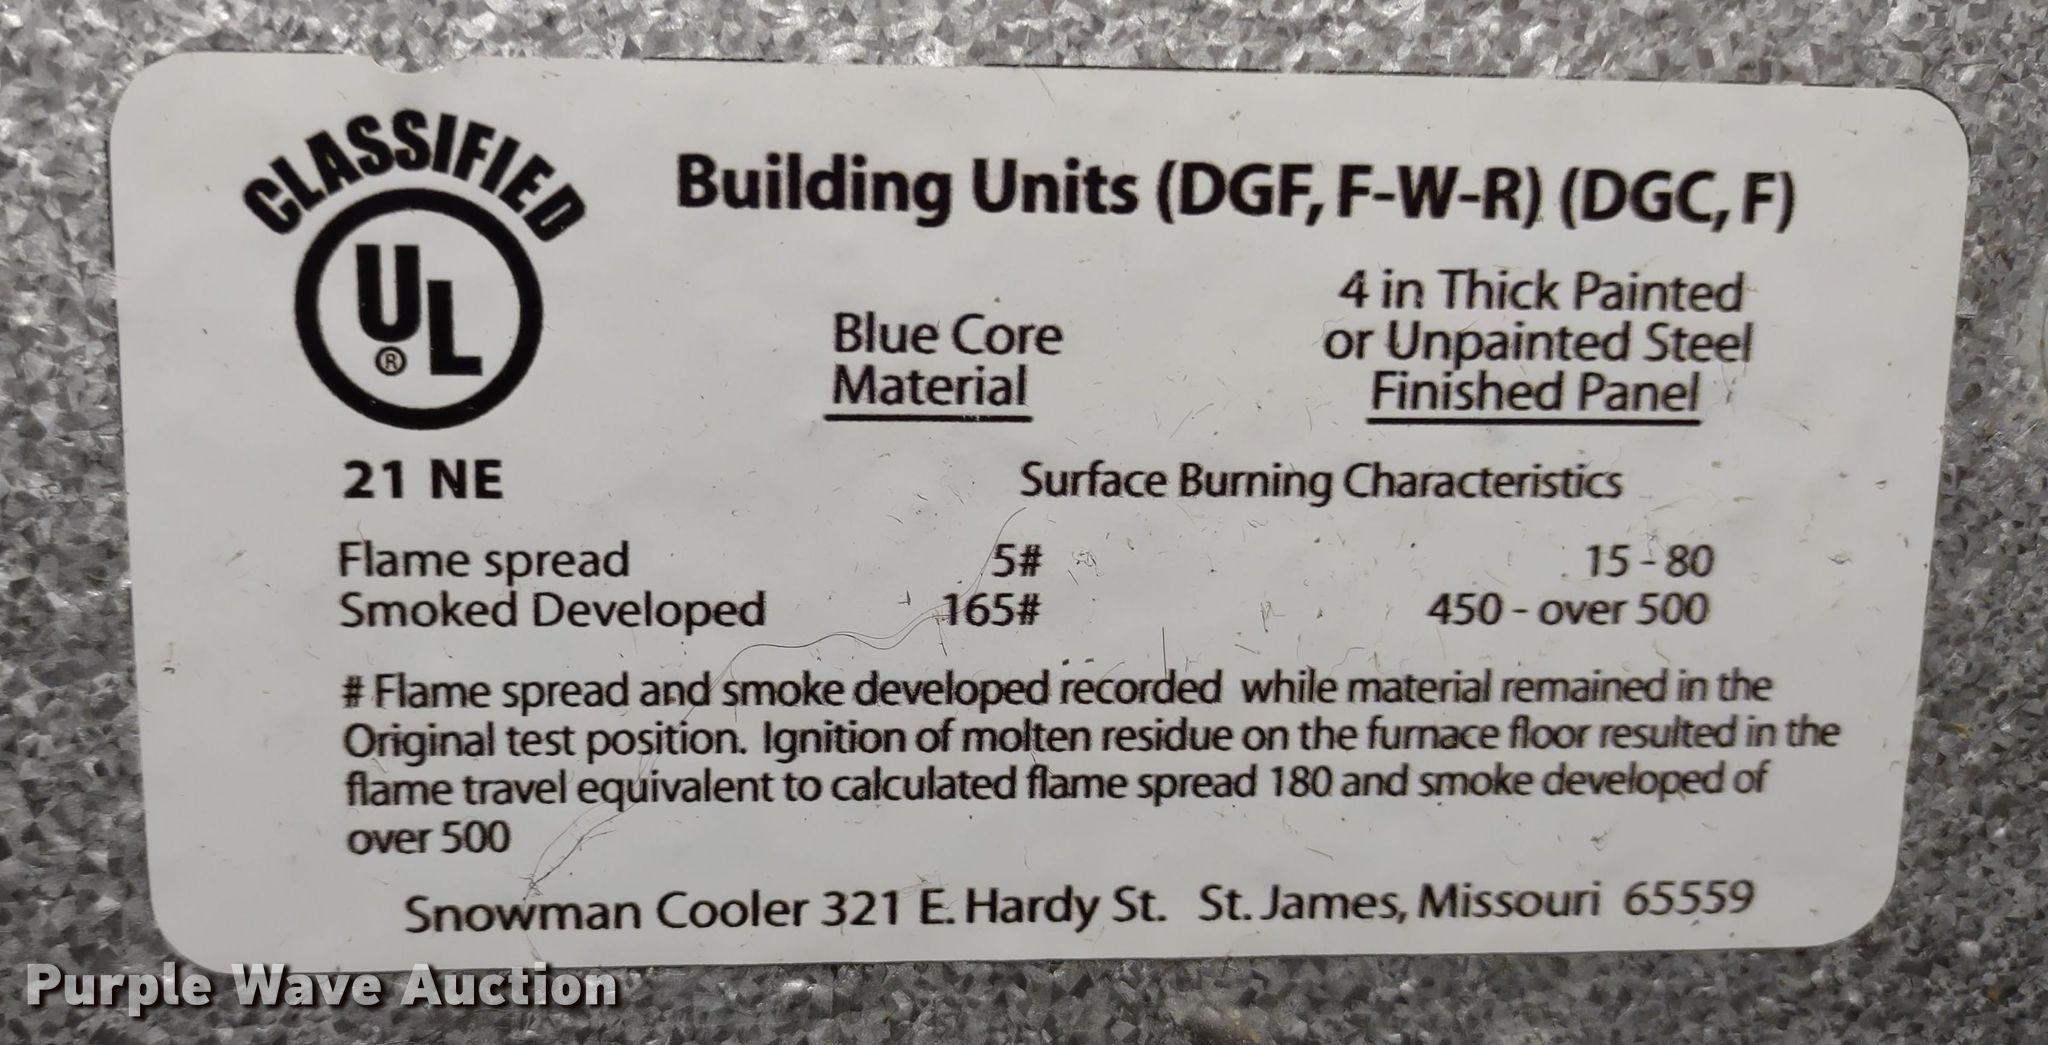 CLASSIFIED
UL ®
21 NE
Building Units (DGF, F-W-R) (DGC, F)
Blue Core
Material
4 in Thick Painted
or Unpainted Steel
Finished Panel
Surface Burning Characteristics
Flame spread 5# 15 - 80
Smoked Developed 165# 450 - over 500
# Flame spread and smoke developed recorded while material remained in the
Original test position. Ignition of molten residue on the furnace floor resulted in the
flame travel equivalent to calculated flame spread 180 and smoke developed of
over 500
Snowman Cooler 321 E. Hardy St. St. James, Missouri 65559
Purple Wave Auction